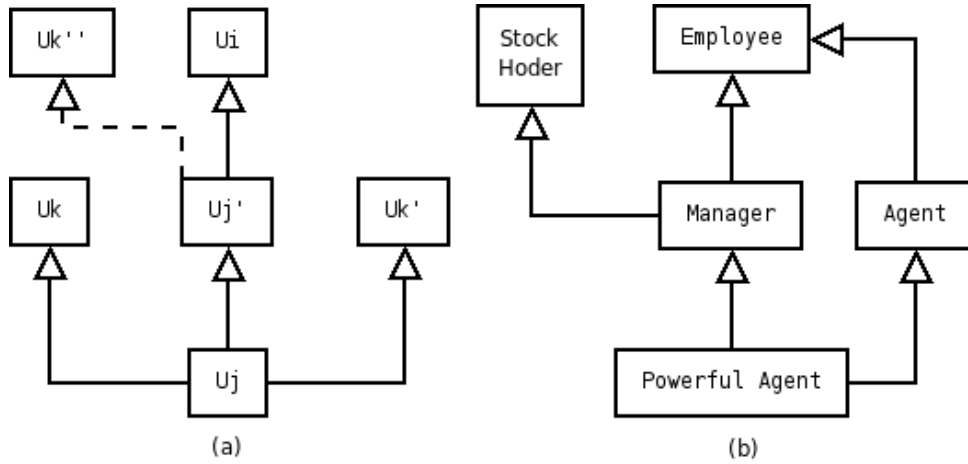 Uk''
Ui
Stock
Hoder
Employee
Uk
Uj'
Uk'
Manager
Agent
Uj
Powerful Agent
(a)
(b)